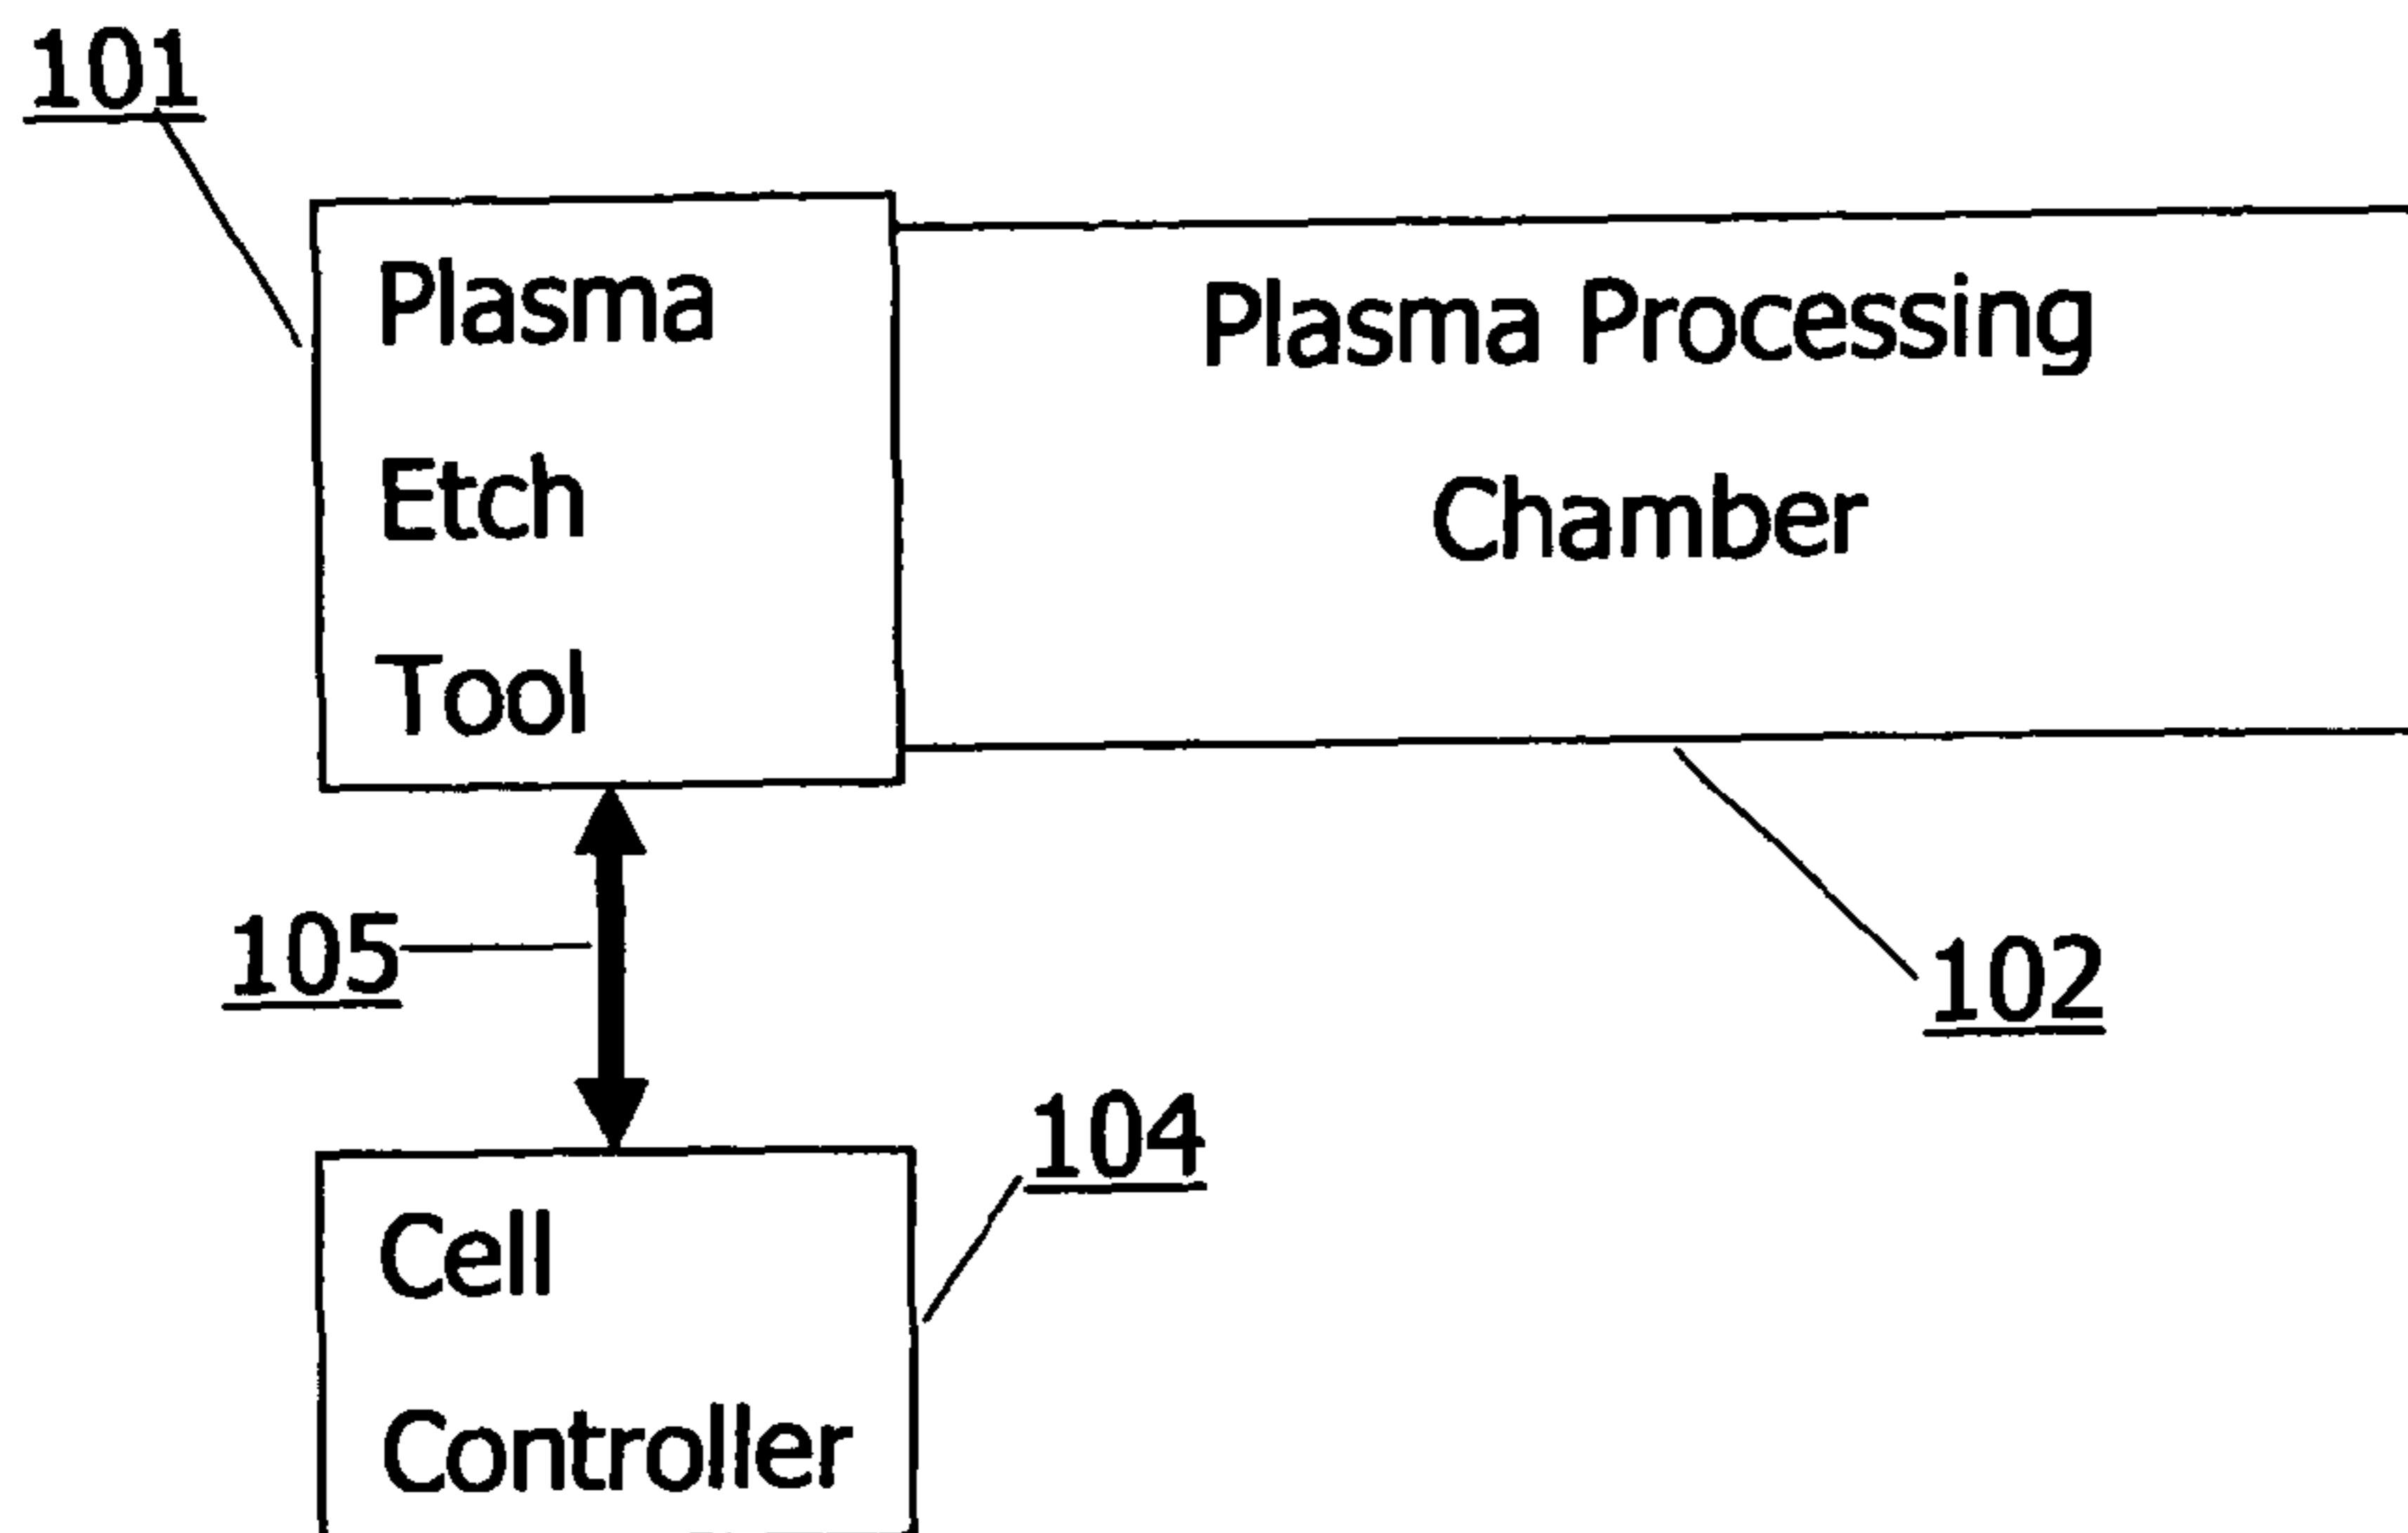 101
Plasma
Etch
Tool
Plasma Processing
Chamber
105
102
104
Cell
Controller